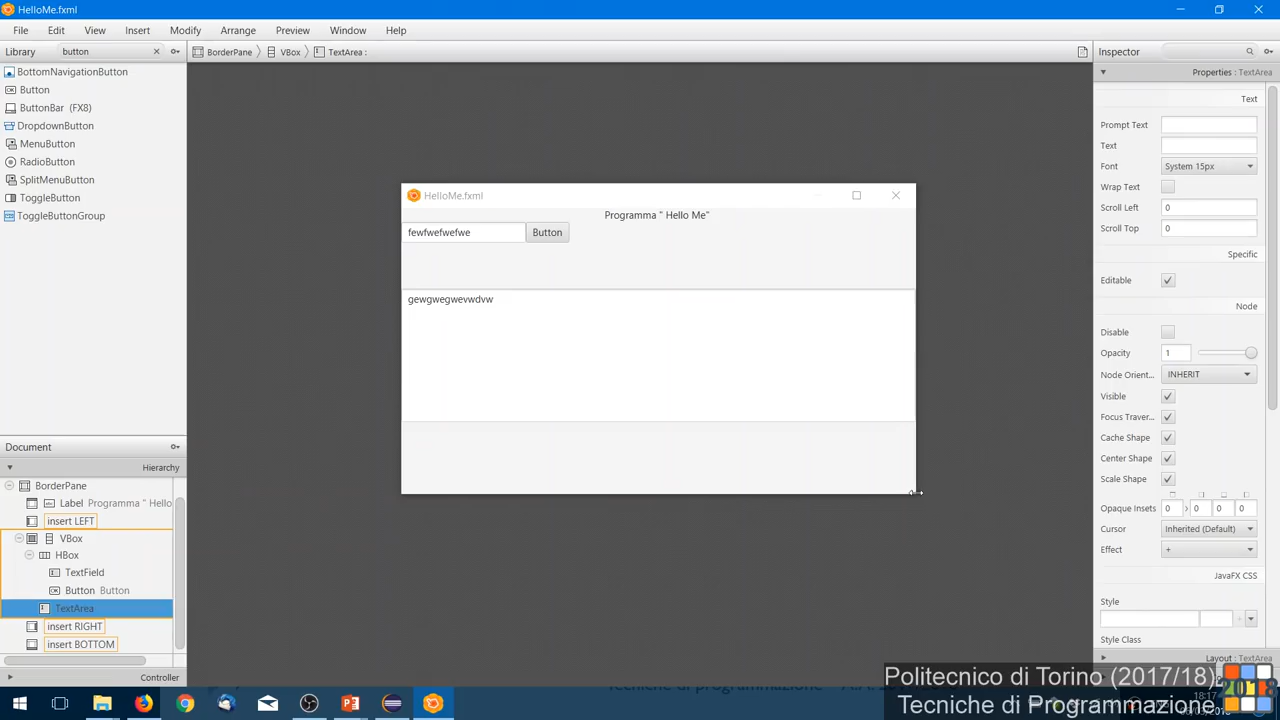 HelloMe.fxml
File Edit View Insert Modify Arrange Preview Window Help
Library button
BorderPane VBox TextArea :
Inspector
BottomNavigationButton
Button
ButtonBar (FX8)
DropdownButton
MenuButton
RadioButton
SplitMenuButton
ToggleButton
ToggleButtonGroup
HelloMe.fxml
Programma " Hello Me"
fewfwefwefwe Button
gewgwegwevwdvw
Properties : TextArea
Text
Prompt Text
Text
Font System 15px
Wrap Text
Scroll Left 0
Scroll Top 0
Specific
Editable
Node
Disable
Opacity 1
Node Orient... INHERIT
Visible
Focus Traver...
Cache Shape
Center Shape
Scale Shape
Opaque Insets 0 0 0 0
Cursor Inherited (Default)
Effect +
JavaFX CSS
Style
Style Class
Layout : TextArea
Document
Hierarchy
BorderPane
abc Label Programma " Hello
insert LEFT
VBox
HBox
TextField
OK Button Button
TextArea
insert RIGHT
insert BOTTOM
Controller
Politecnico di Torino (2017/18)
Tecniche di Programmazione
2018
18:17